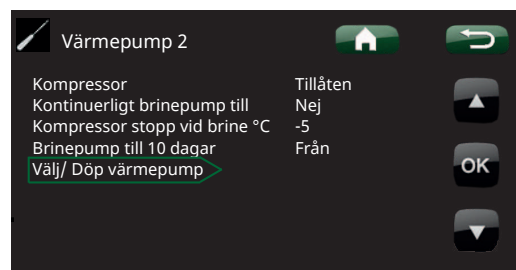 Värmepump 2
Kompressor Tillåten
Kontinuerligt brinepump till Nej
Kompressor stopp vid brine °C -5
Brinepump till 10 dagar Från
Välj/ Döp värmepump
OK